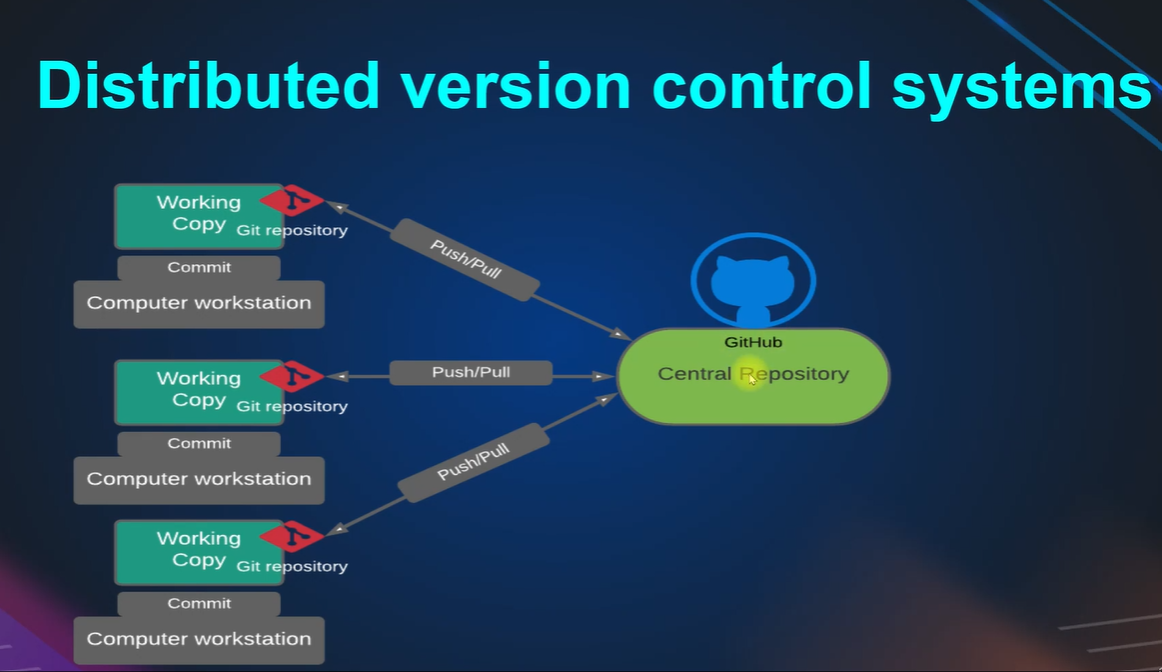 Distributed version control systems
Working
Copy
Git repository
Commit
Computer workstation
Push/Pull
Working
Copy
Git repository
Commit
Computer workstation
Push/Pull
GitHub
Central Repository
Working
Copy
Git repository
Commit
Computer workstation
Push/Pull